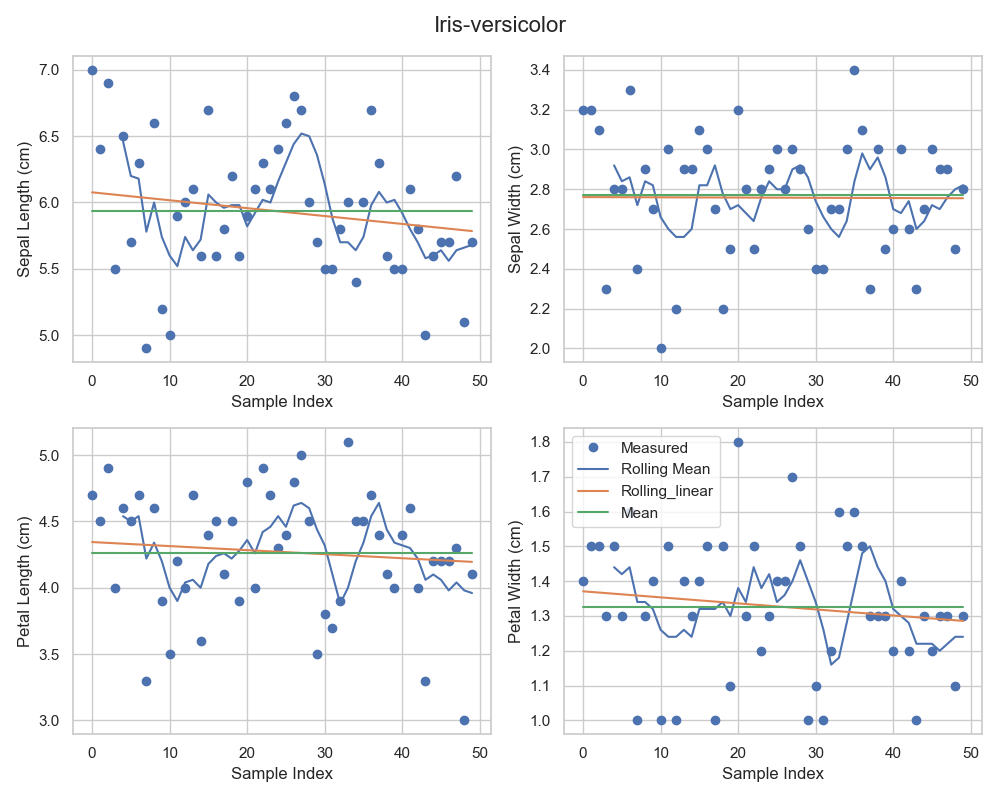 Iris-versicolor
7.0
6.5
6.0
5.5
5.0
Sepal Length (cm)
0 10 20 30 40 50
Sample Index
3.4
3.2
3.0
2.8
2.6
2.4
2.2
2.0
Sepal Width (cm)
0 10 20 30 40 50
Sample Index
5.0
4.5
4.0
3.5
3.0
Petal Length (cm)
0 10 20 30 40 50
Sample Index
1.8
1.7
1.6
1.5
1.4
1.3
1.2
1.1
1.0
Petal Width (cm)
Measured
Rolling Mean
Rolling_linear
Mean
0 10 20 30 40 50
Sample Index